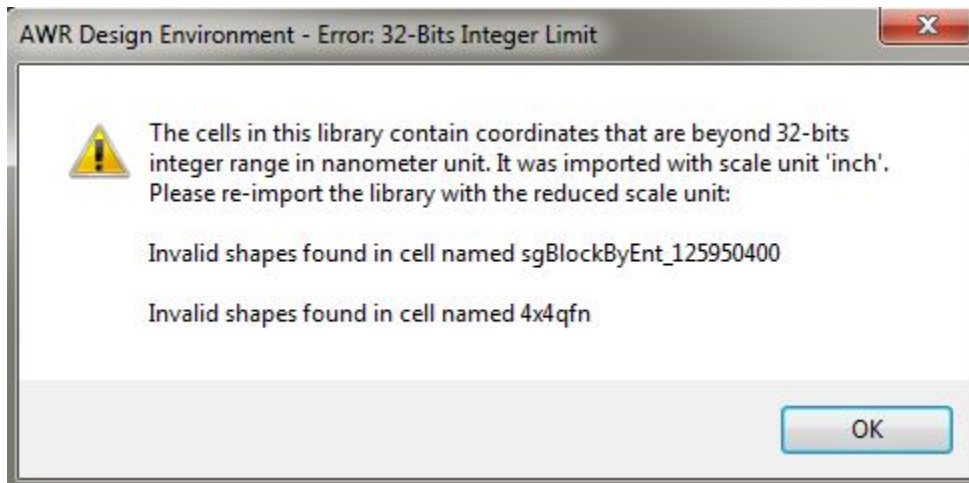 AWR Design Environment - Error: 32-Bits Integer Limit
The cells in this library contain coordinates that are beyond 32-bits
integer range in nanometer unit. It was imported with scale unit 'inch'.
Please re-import the library with the reduced scale unit:
Invalid shapes found in cell named sgBlockByEnt_125950400
Invalid shapes found in cell named 4x4qfn
OK